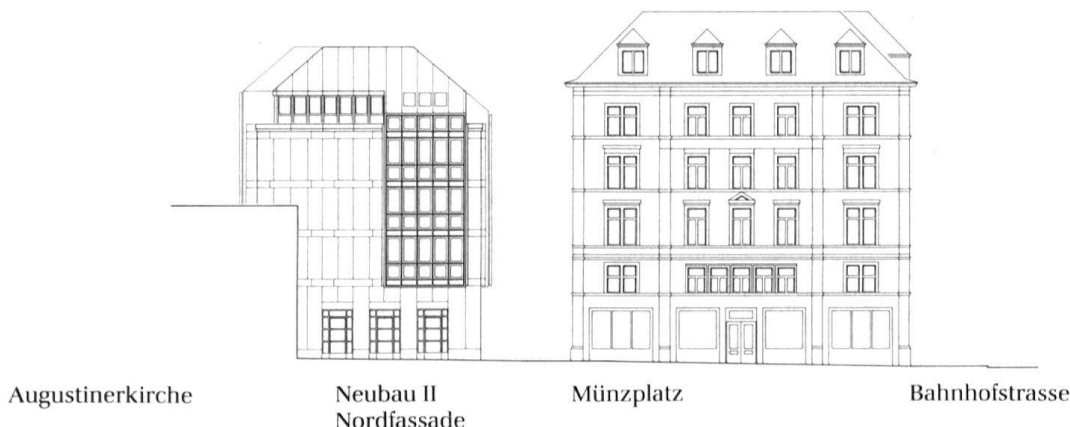 Augustinerkirche
Neubau II
Nordfassade
Münzplatz
Bahnhofstrasse